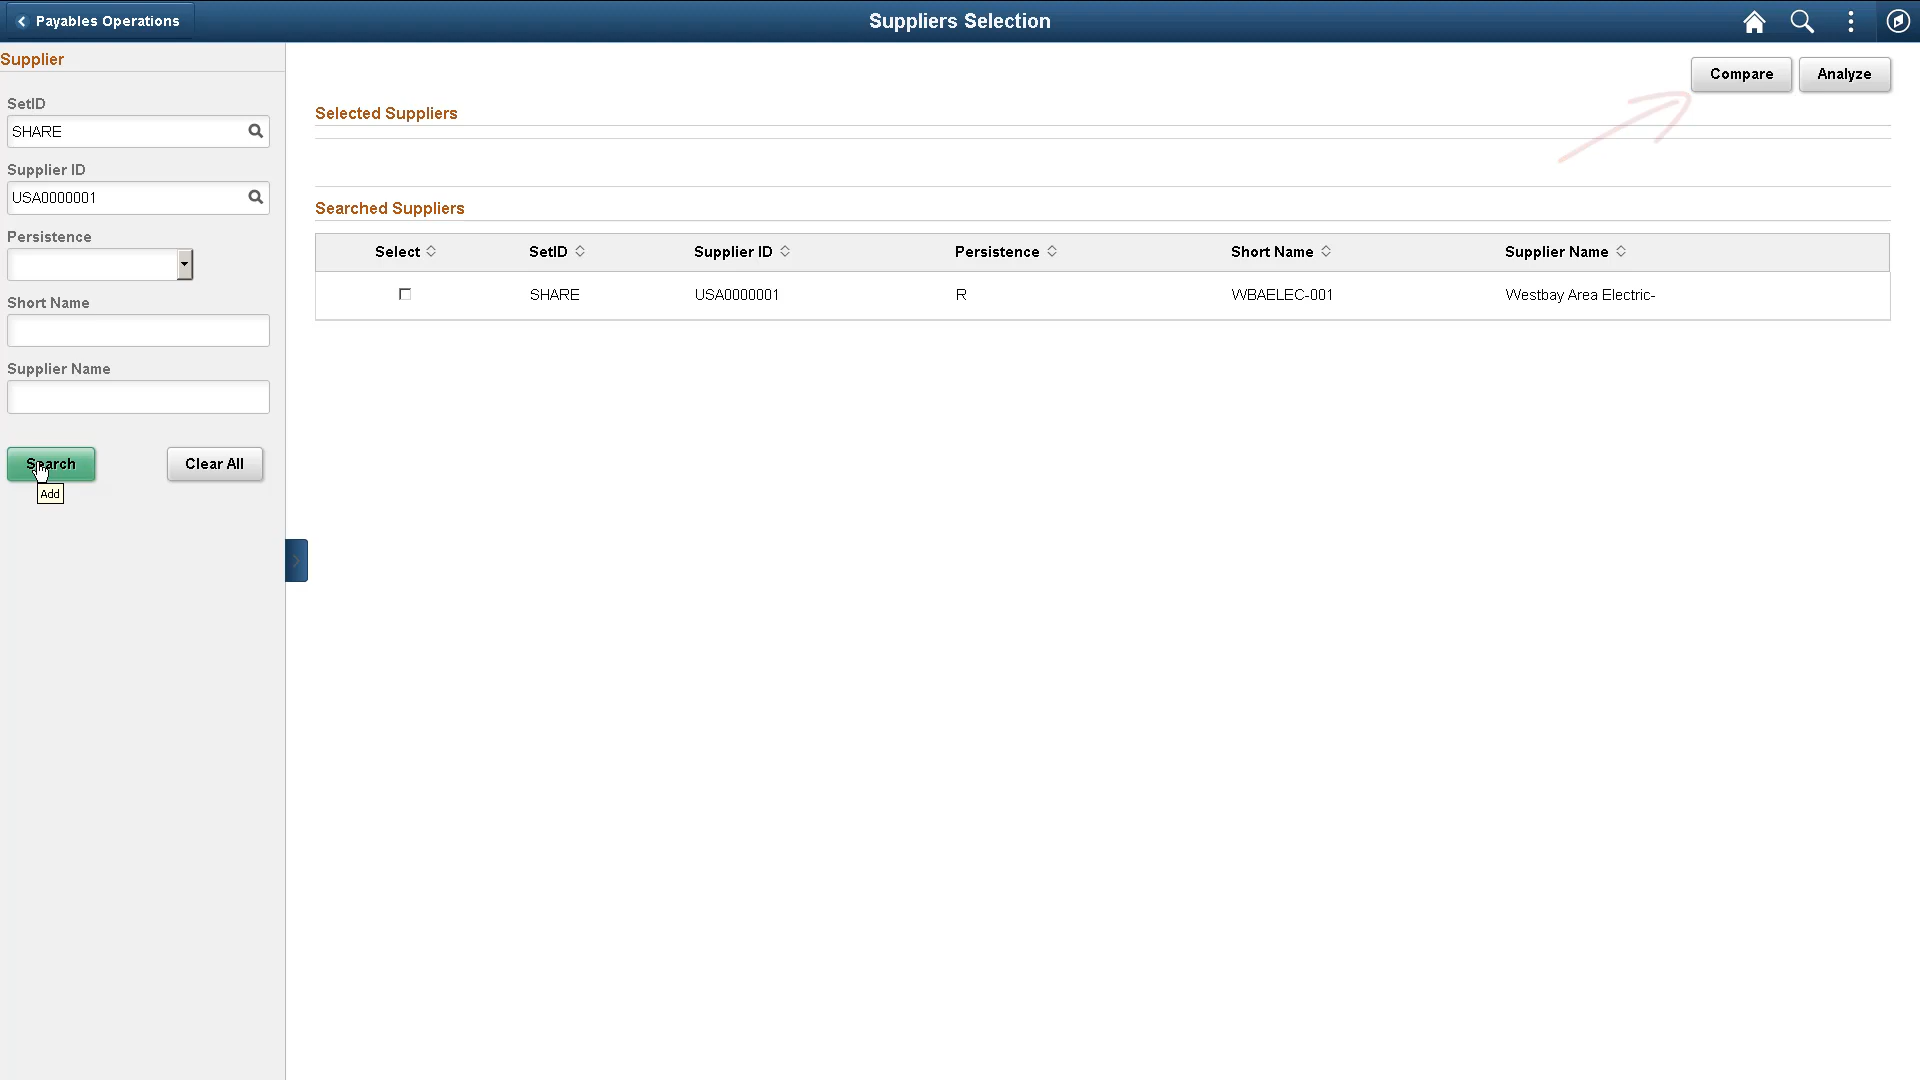 Payables Operations
Suppliers Selection
Supplier
SetID
SHARE
Supplier ID
USA0000001
Persistence
Short Name
Supplier Name
Search
Clear All
Add
Compare
Analyze
Selected Suppliers
Searched Suppliers
Select SetID Supplier ID Persistence Short Name Supplier Name
SHARE USA0000001 R WBAELEC-001 Westbay Area Electric-